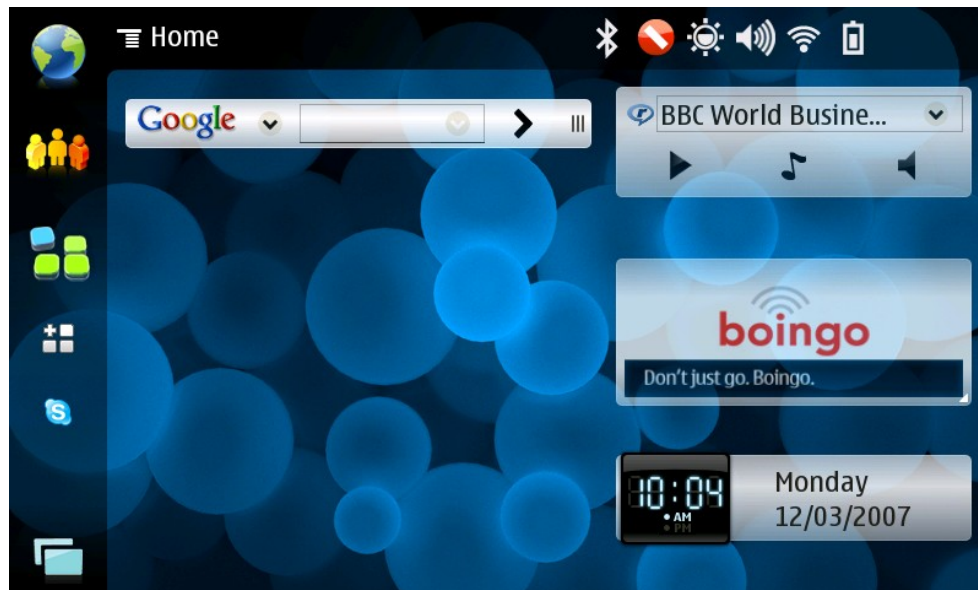 Home
Google
BBC World Busine...
boingo
Don't just go. Boingo.
10:04
AM
PM
Monday
12/03/2007